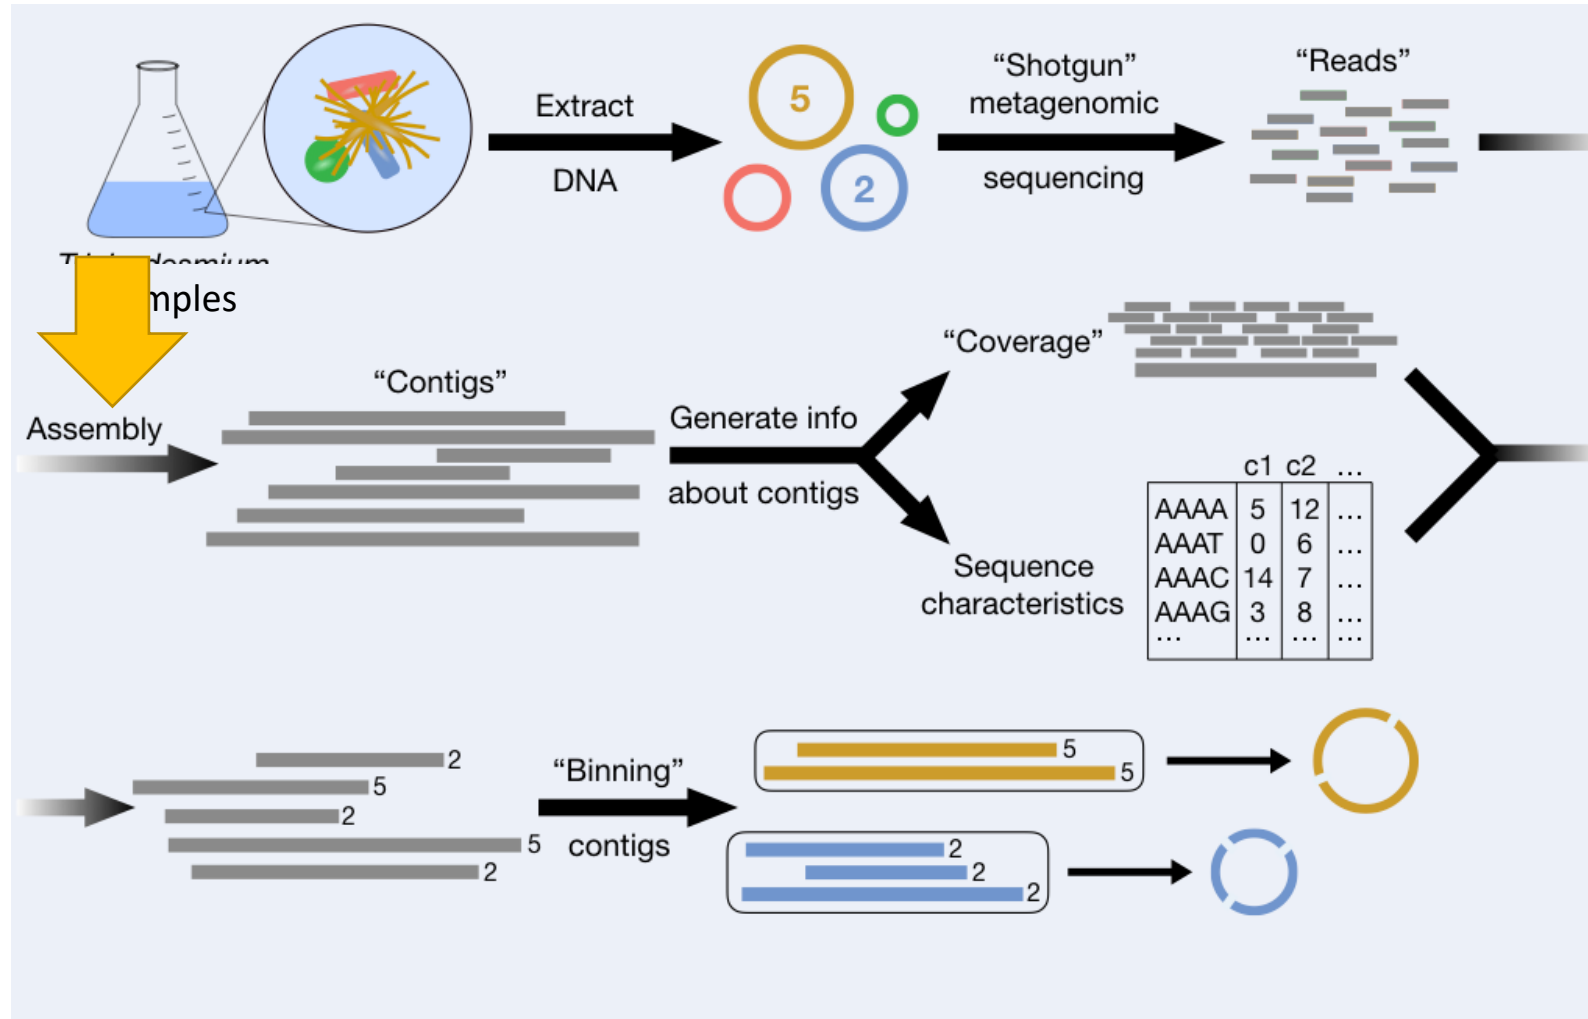 Extract
DNA
5
2
“Shotgun”
metagenomic
sequencing
“Reads”
mples
Assembly
“Contigs”
Generate info
about contigs
“Coverage”
Sequence
characteristics
c1 c2 ...
AAAA 5 12 ...
AAAT 0 6 ...
AAAC 14 7 ...
AAAG 3 8 ...
... ... ... ...
2
5
2
5
2
“Binning”
contigs
5
5
2
2
2